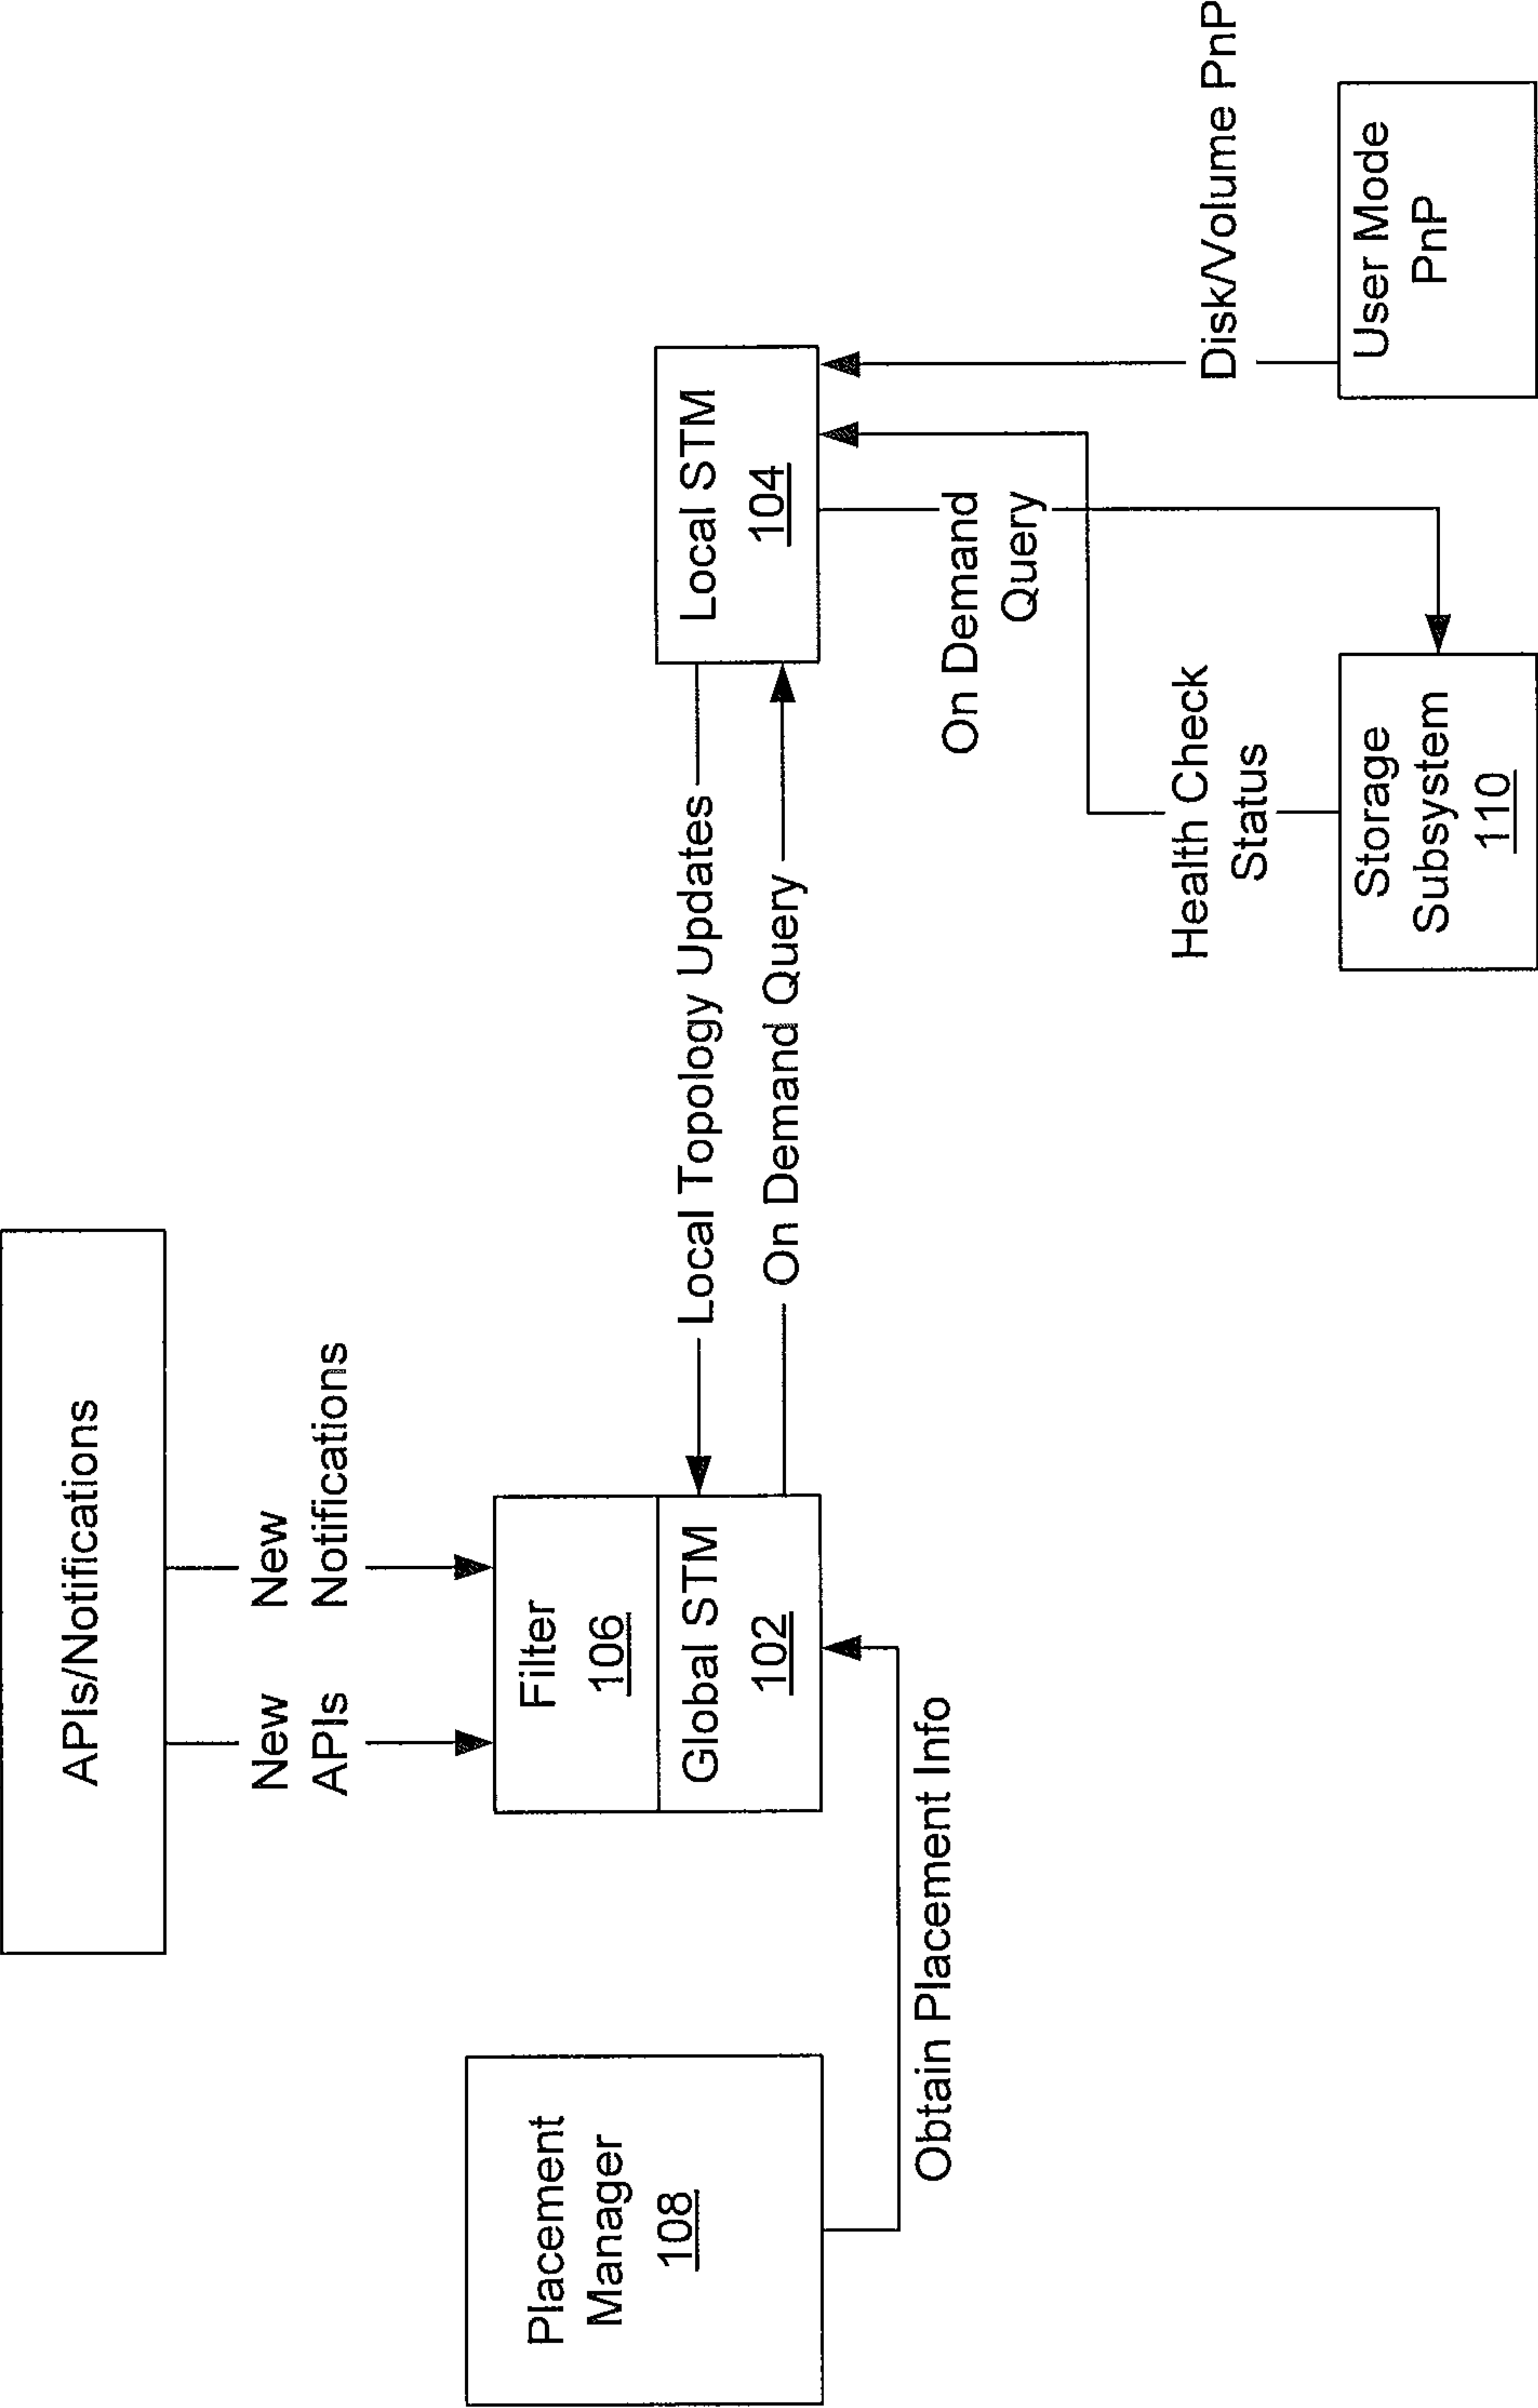 APIs/Notifications
New
APIs
New
Notifications
Placement
Manager
108
Filter
106
Global STM
102
Obtain Placement Info
Local Topology Updates
On Demand Query
Local STM
104
On Demand
Query
Health Check
Status
Disk/Volume PnP
Storage
Subsystem
110
User Mode
PnP